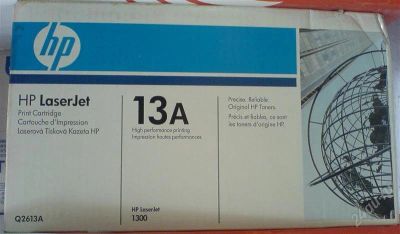 hp
HP LaserJet
Print Cartridge
Cartouche d'Impression
Laserová Tisková Kazeta HP
Q2613A
13A
High performance printing
Impression hautes performances
HP LaserJet
1300
Precise. Reliable.
Original HP Toners.
Précis et fiables, ce sont
les toners d'origine HP.